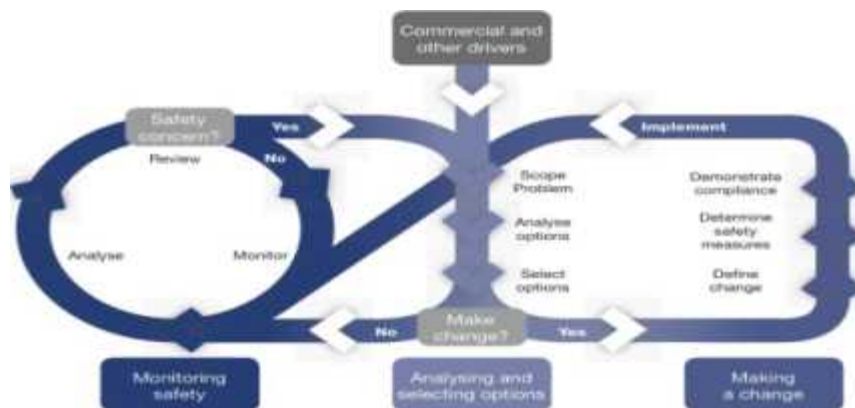 Commercial and
other drivers
Safety
concern?
Yes
Implement
Review
No
Scope
Problem
Demonstrate
compliance
Analyse
options
Determine
safety
measures
Analyse
Monitor
Select
options
Define
change
No
Make
change?
Yes
Monitoring
safety
Analysing and
selecting options
Making
a change